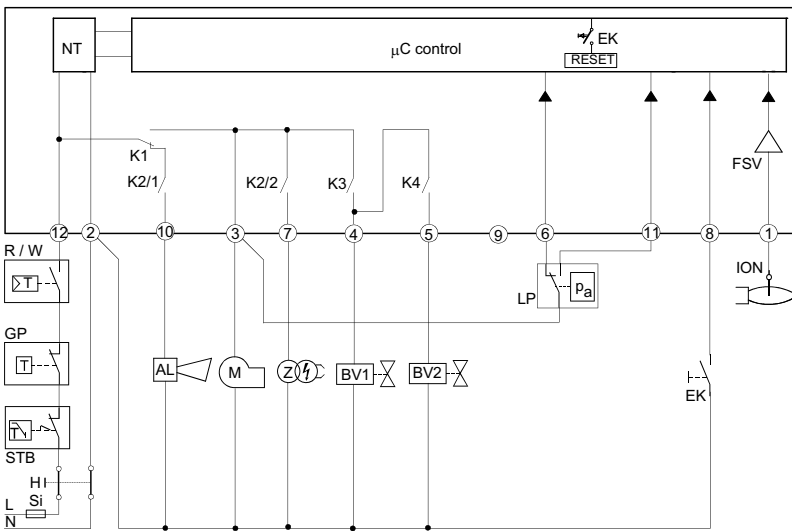 NT
μC control
EK
RESET
K1
K2/1
K2/2
K3
K4
FSV
12
2
10
3
7
4
5
9
6
11
8
1
R / W
T
GP
T
STB
T
H
L
Si
N
AL
M
Z
BV1
BV2
LP
pa
EK
ION